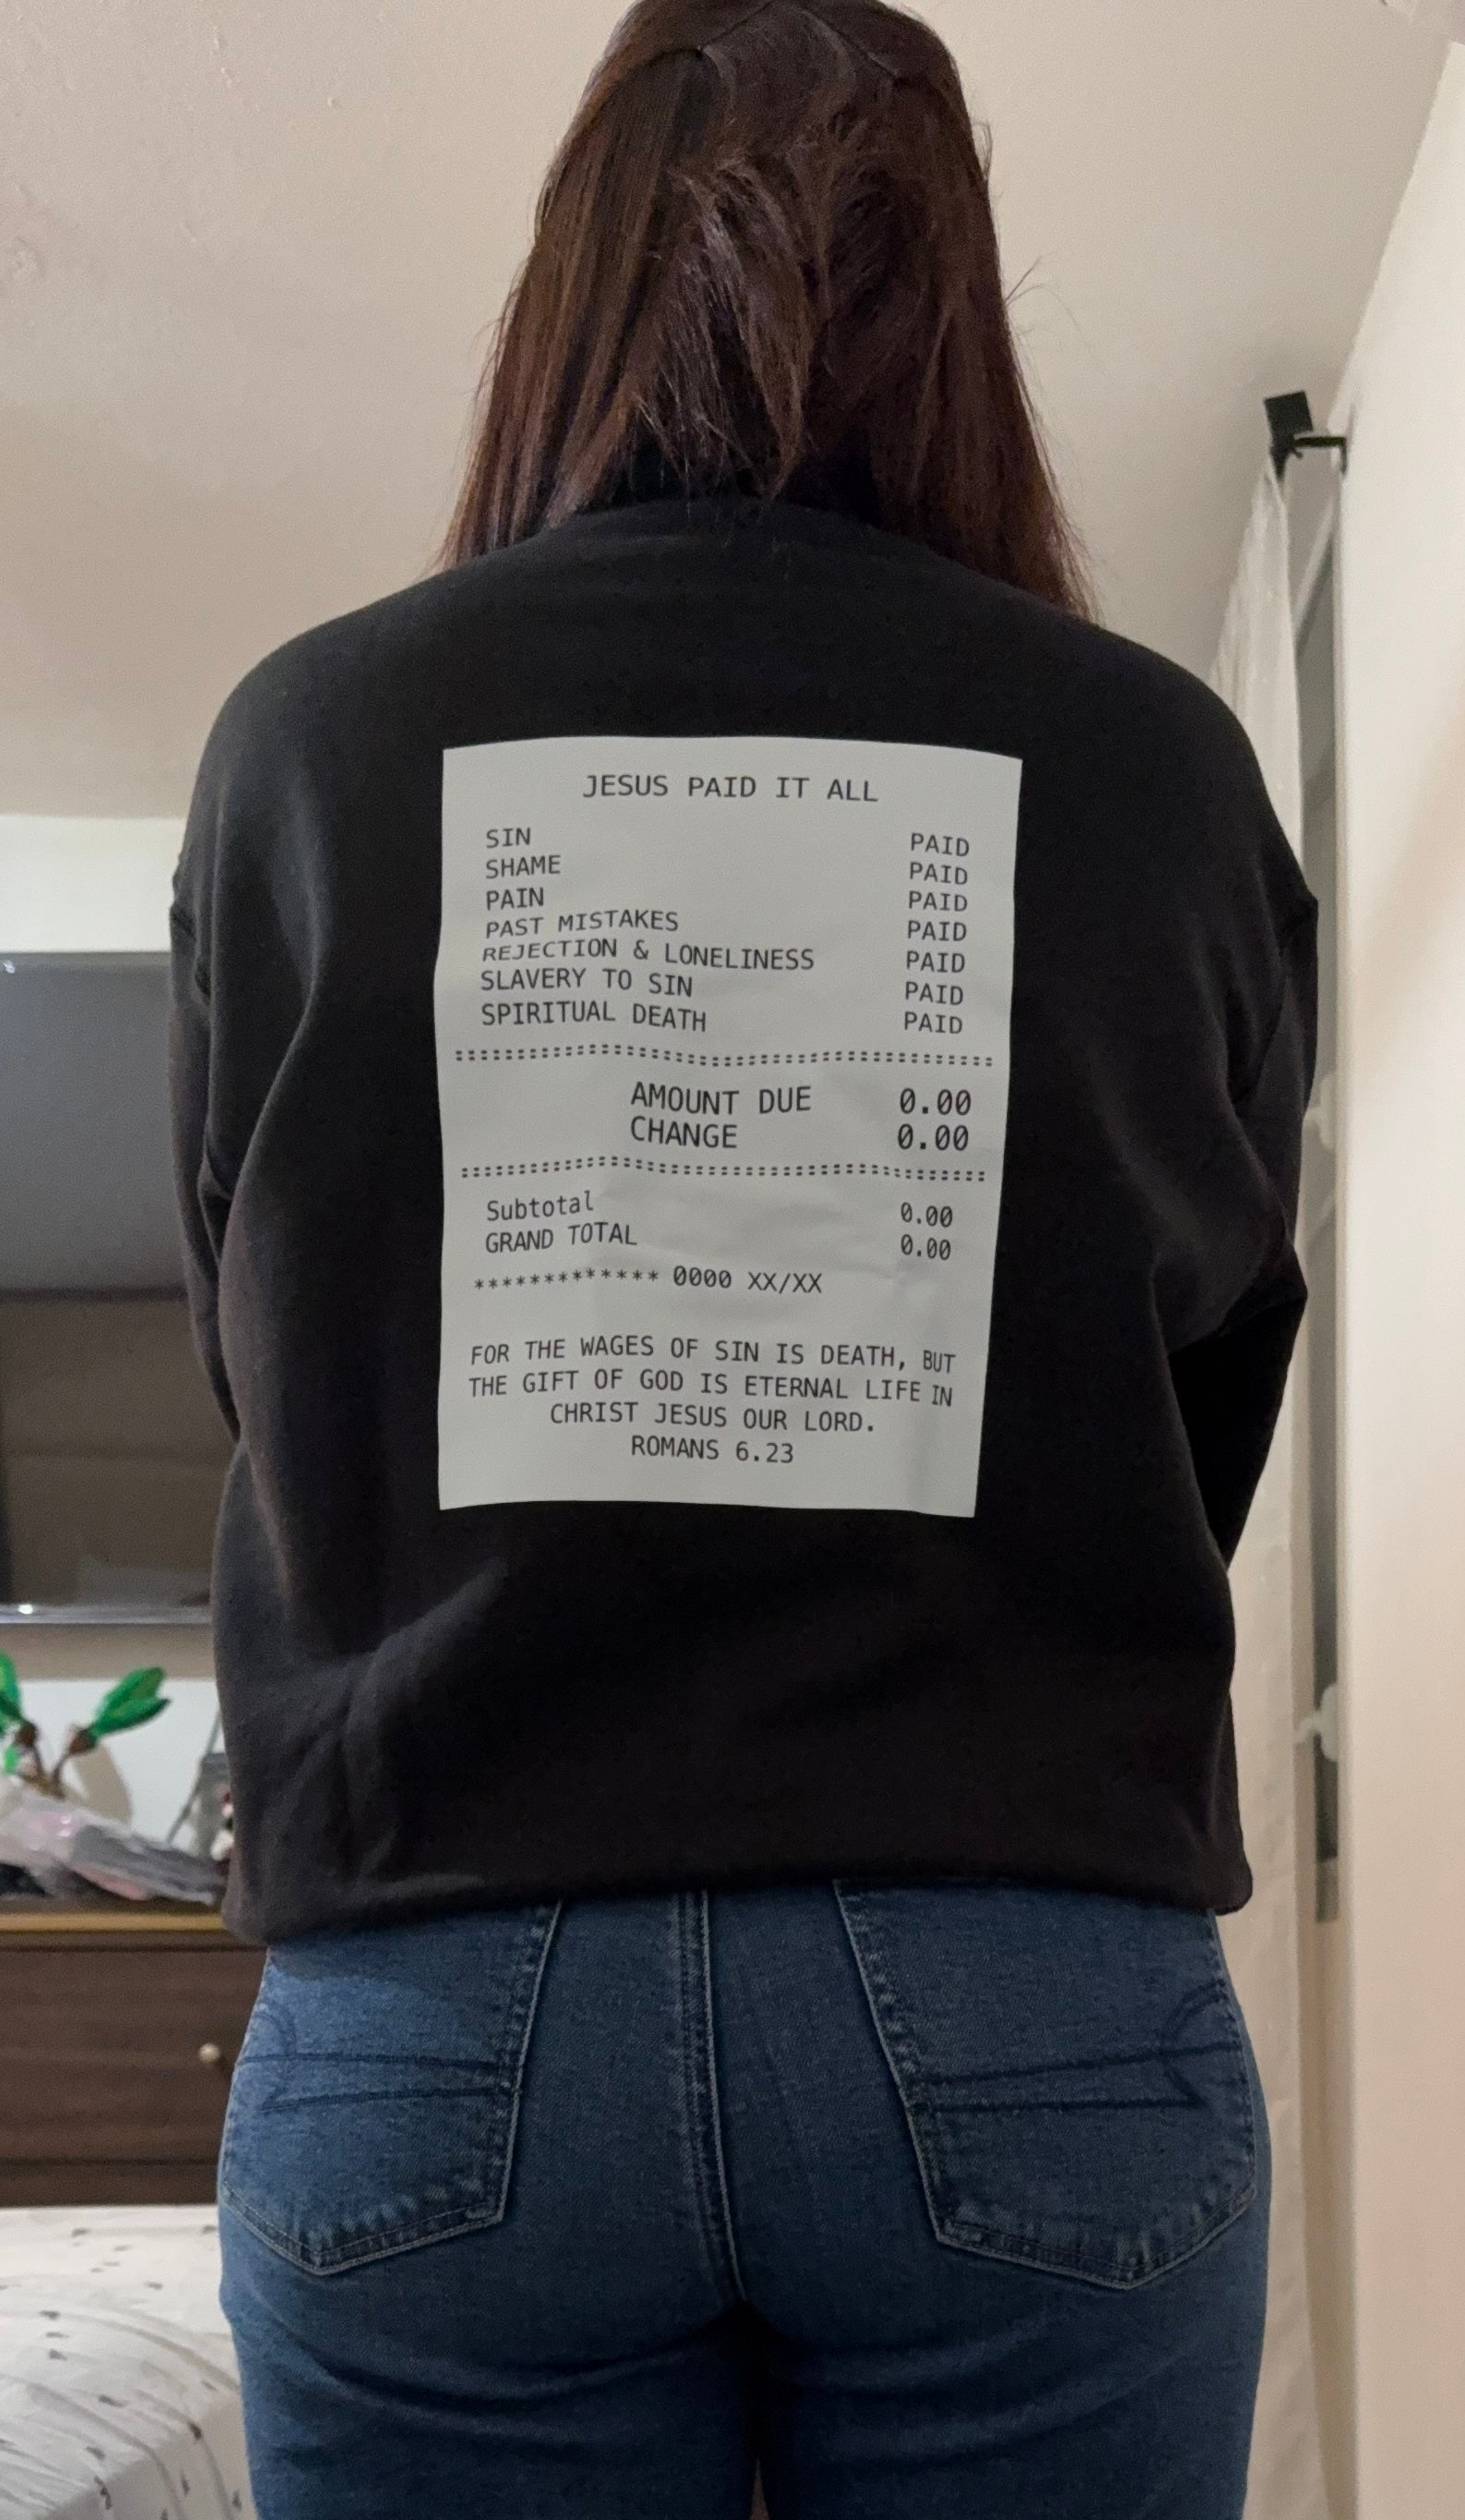 JESUS PAID IT ALL
SIN PAID
SHAME PAID
PAIN PAID
PAST MISTAKES PAID
REJECTION & LONELINESS PAID
SLAVERY TO SIN PAID
SPIRITUAL DEATH PAID
AMOUNT DUE 0.00
CHANGE 0.00
Subtotal 0.00
GRAND TOTAL 0.00
************* 0000 XX/XX
FOR THE WAGES OF SIN IS DEATH, BUT
THE GIFT OF GOD IS ETERNAL LIFE IN
CHRIST JESUS OUR LORD.
ROMANS 6.23